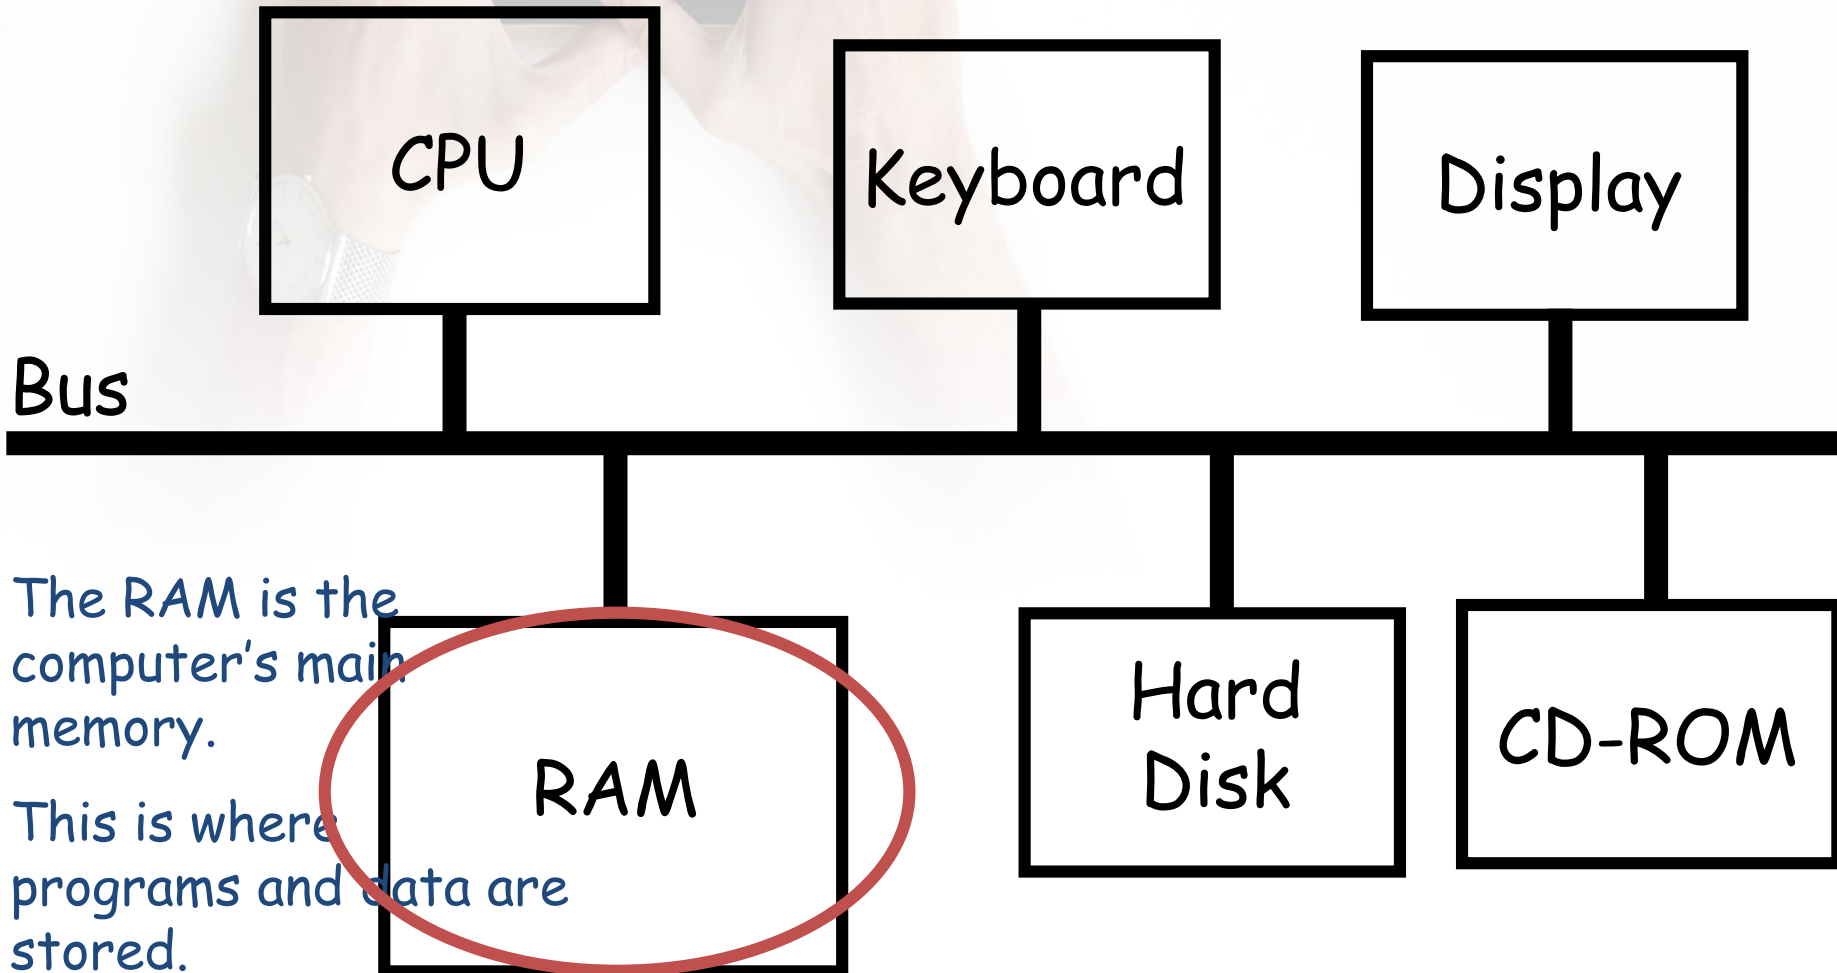 CPU
Keyboard
Display
Bus
The RAM is the
computer’s main
memory.
This is where
programs and data are
stored.
RAM
Hard
Disk
CD-ROM